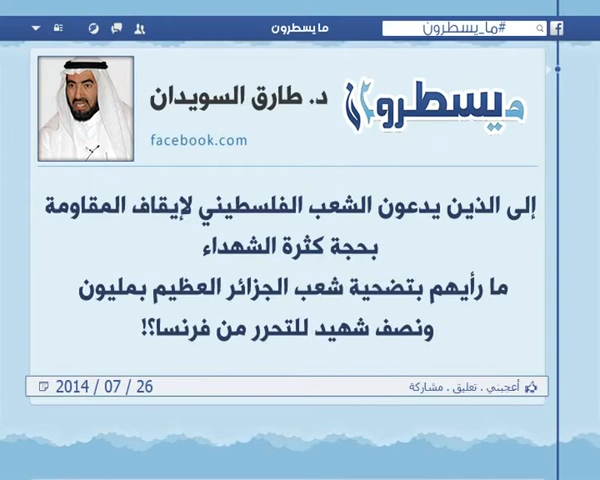 ما يسطرون
#ما_يسطرون
د. طارق السويدان
ما يسطرون
facebook.com
إلى الذين يدعون الشعب الفلسطيني لإيقاف المقاومة
بحجة كثرة الشهداء
ما رأيهم بتضحية شعب الجزائر العظيم بمليون
ونصف شهيد للتحرر من فرنسا؟!
أعجبني . تعليق . مشاركة
2014 / 07 / 26